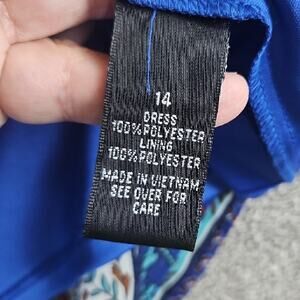 14
DRESS
100% POLYESTER
LINING
100% POLYESTER
MADE IN VIETNAM
SEE OVER FOR
CARE